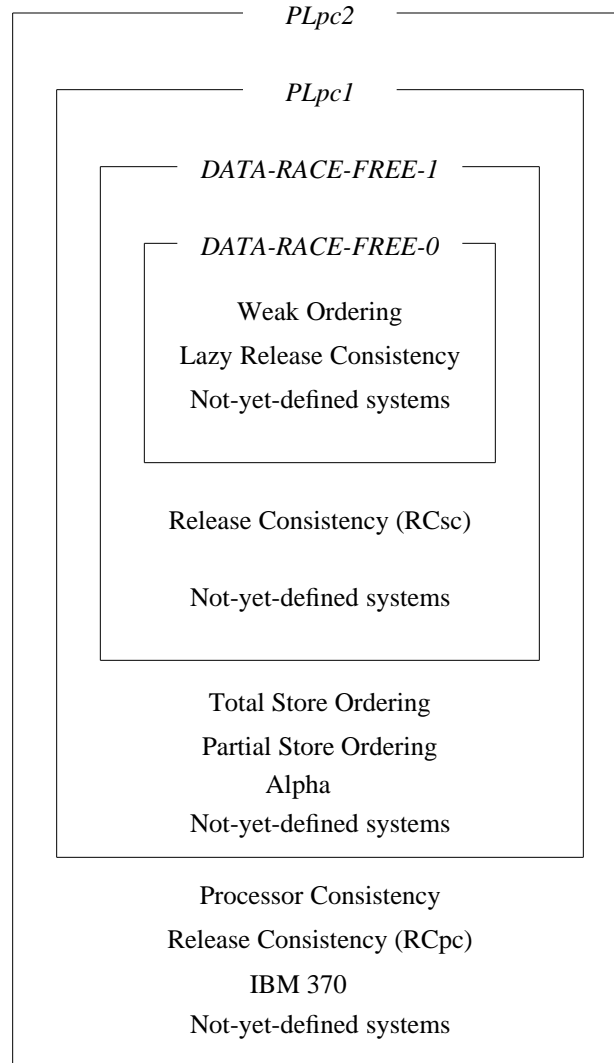 PLpc2
PLpc1
DATA-RACE-FREE-1
DATA-RACE-FREE-0
Weak Ordering
Lazy Release Consistency
Not-yet-defined systems
Release Consistency (RCsc)
Not-yet-defined systems
Total Store Ordering
Partial Store Ordering
Alpha
Not-yet-defined systems
Processor Consistency
Release Consistency (RCpc)
IBM 370
Not-yet-defined systems